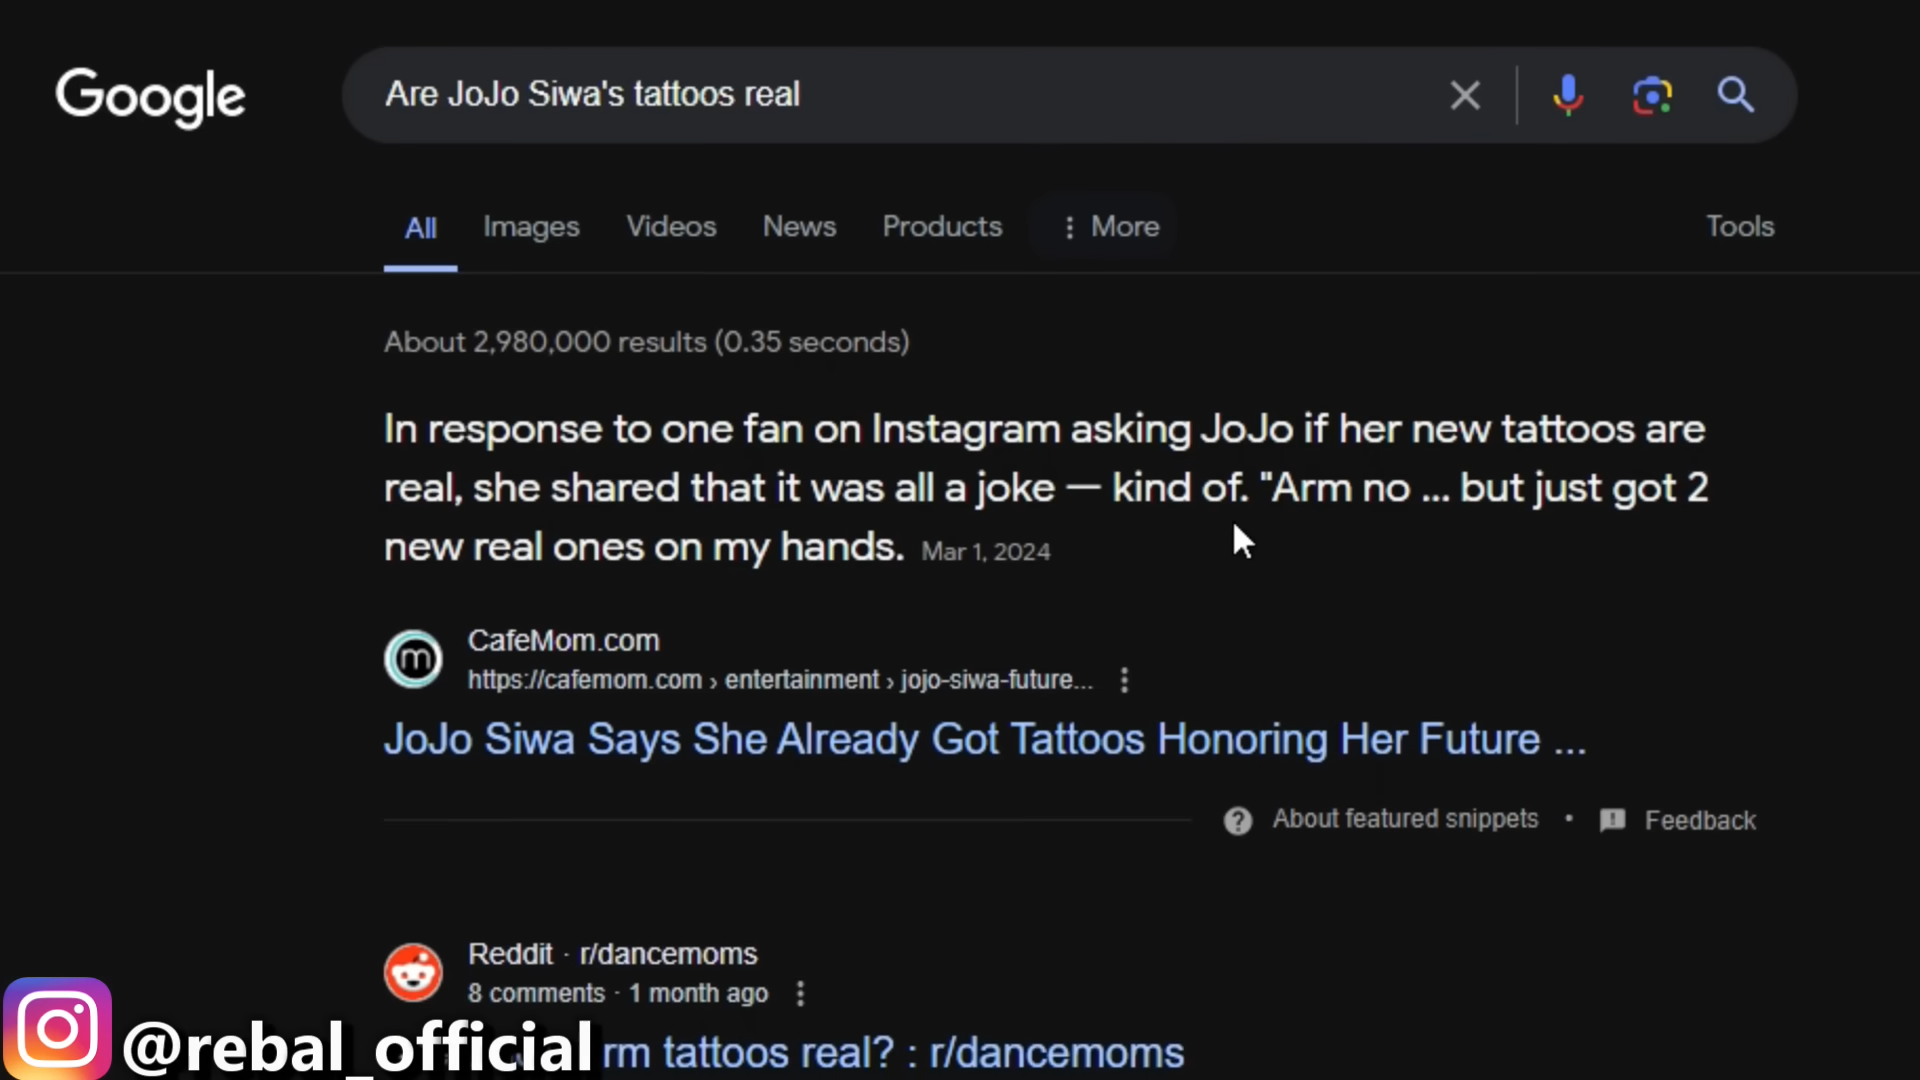 Google
Are JoJo Siwa's tattoos real
All Images Videos News Products More Tools
About 2,980,000 results (0.35 seconds)
In response to one fan on Instagram asking JoJo if her new tattoos are
real, she shared that it was all a joke — kind of. "Arm no ... but just got 2
new real ones on my hands. Mar 1, 2024
CafeMom.com
https://cafemom.com › entertainment › jojo-siwa-future...
JoJo Siwa Says She Already Got Tattoos Honoring Her Future ...
About featured snippets • Feedback
Reddit · r/dancemoms
8 comments · 1 month ago
@rebal_official
rm tattoos real? : r/dancemoms